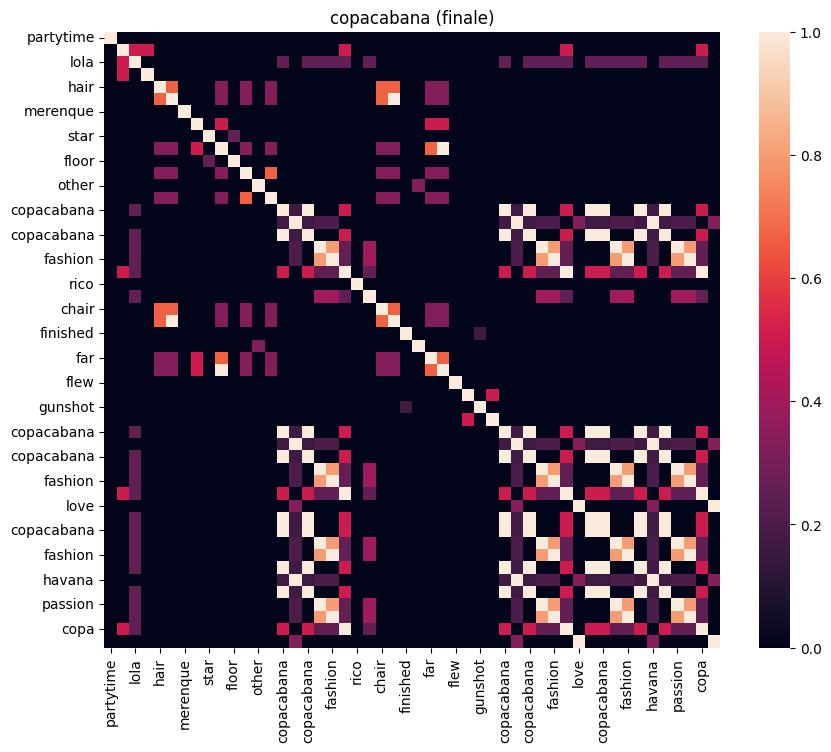 copacabana (finale)
partytime
lola
hair
merenque
star
floor
other
copacabana
copacabana
fashion
rico
chair
finished
far
flew
gunshot
copacabana
copacabana
fashion
love
copacabana
fashion
havana
passion
copa
1.0
0.8
0.6
0.4
0.2
0.0
partytime
lola
hair
merenque
star
floor
other
copacabana
copacabana
fashion
rico
chair
finished
far
flew
gunshot
copacabana
copacabana
fashion
love
copacabana
fashion
havana
passion
copa